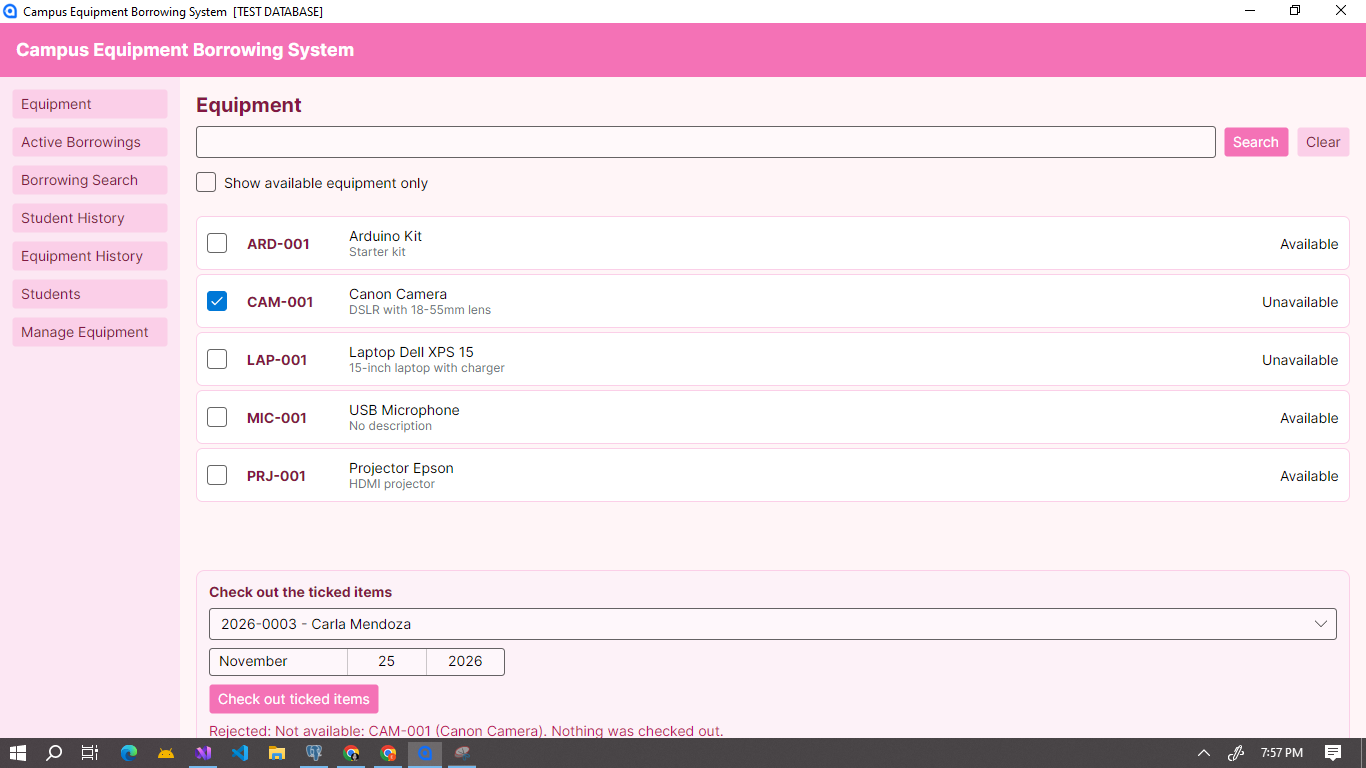 Campus Equipment Borrowing System [TEST DATABASE]
Campus Equipment Borrowing System
Equipment
Active Borrowings
Borrowing Search
Student History
Equipment History
Students
Manage Equipment
Equipment
Search
Clear
Show available equipment only
ARD-001
Arduino Kit
Starter kit
Available
CAM-001
Canon Camera
DSLR with 18-55mm lens
Unavailable
LAP-001
Laptop Dell XPS 15
15-inch laptop with charger
Unavailable
MIC-001
USB Microphone
No description
Available
PRJ-001
Projector Epson
HDMI projector
Available
Check out the ticked items
2026-0003 - Carla Mendoza
November 25 2026
Check out ticked items
Rejected: Not available: CAM-001 (Canon Camera). Nothing was checked out.
7:57 PM